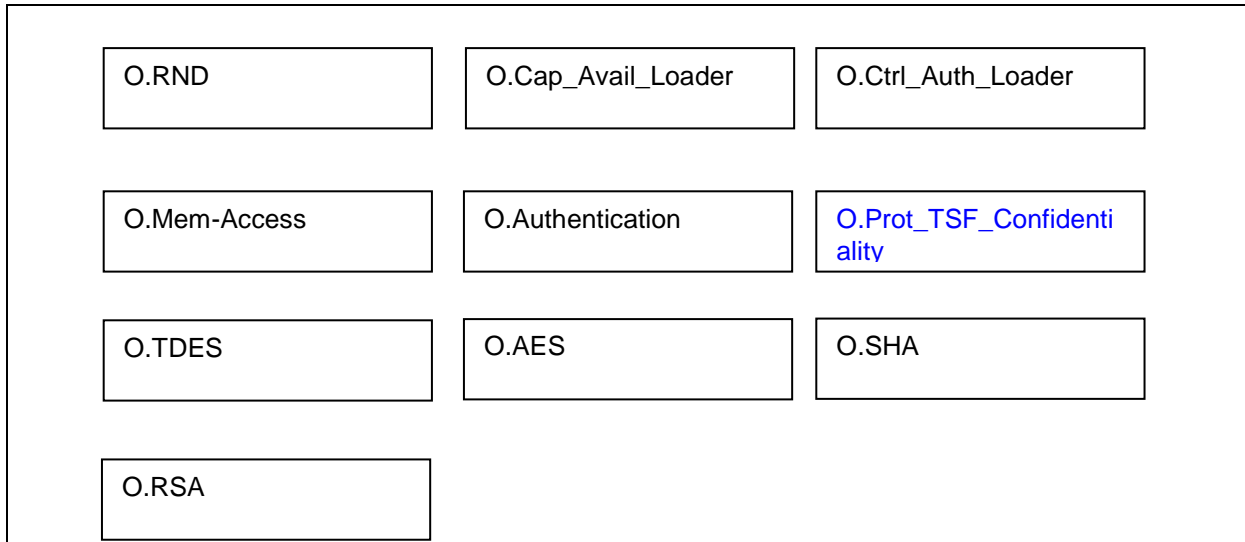 O.RND
O.Cap_Avail_Loader
O.Ctrl_Auth_Loader
O.Mem-Access
O.Authentication
O.Prot_TSF_Confidenti
ality
O.TDES
O.AES
O.SHA
O.RSA